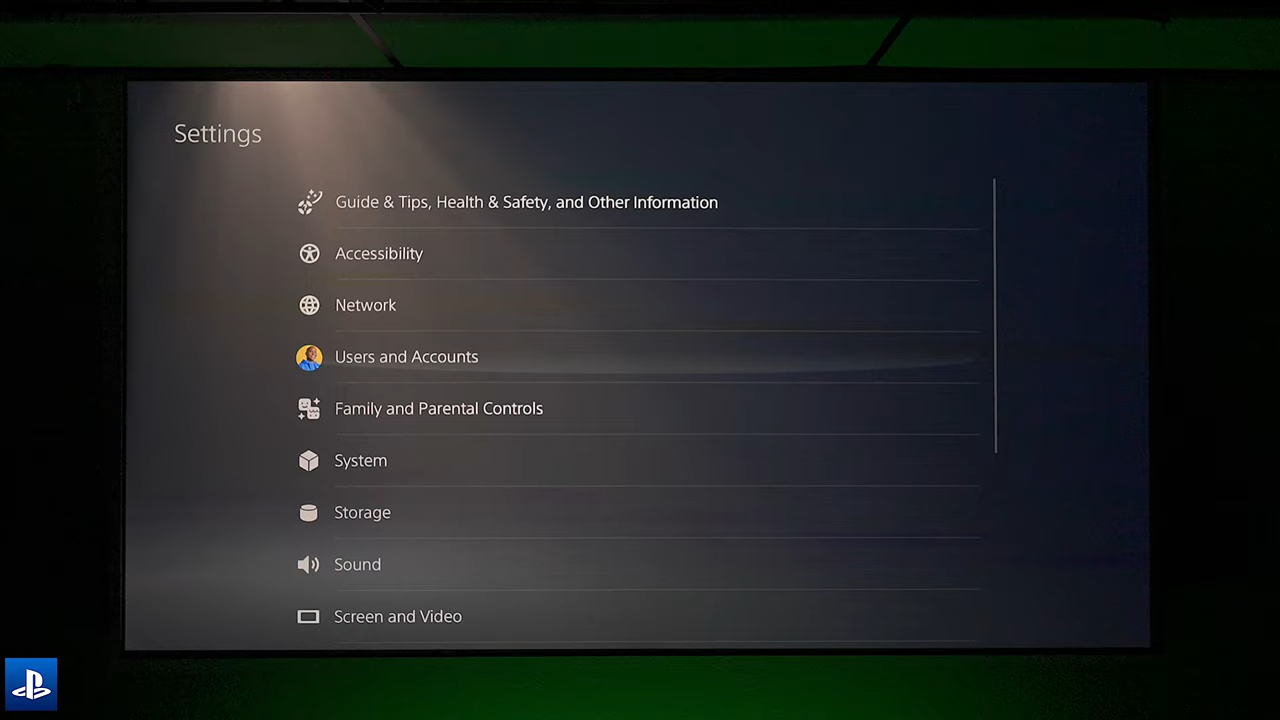 Settings
Guide & Tips, Health & Safety, and Other Information
Accessibility
Network
Users and Accounts
Family and Parental Controls
System
Storage
Sound
Screen and Video